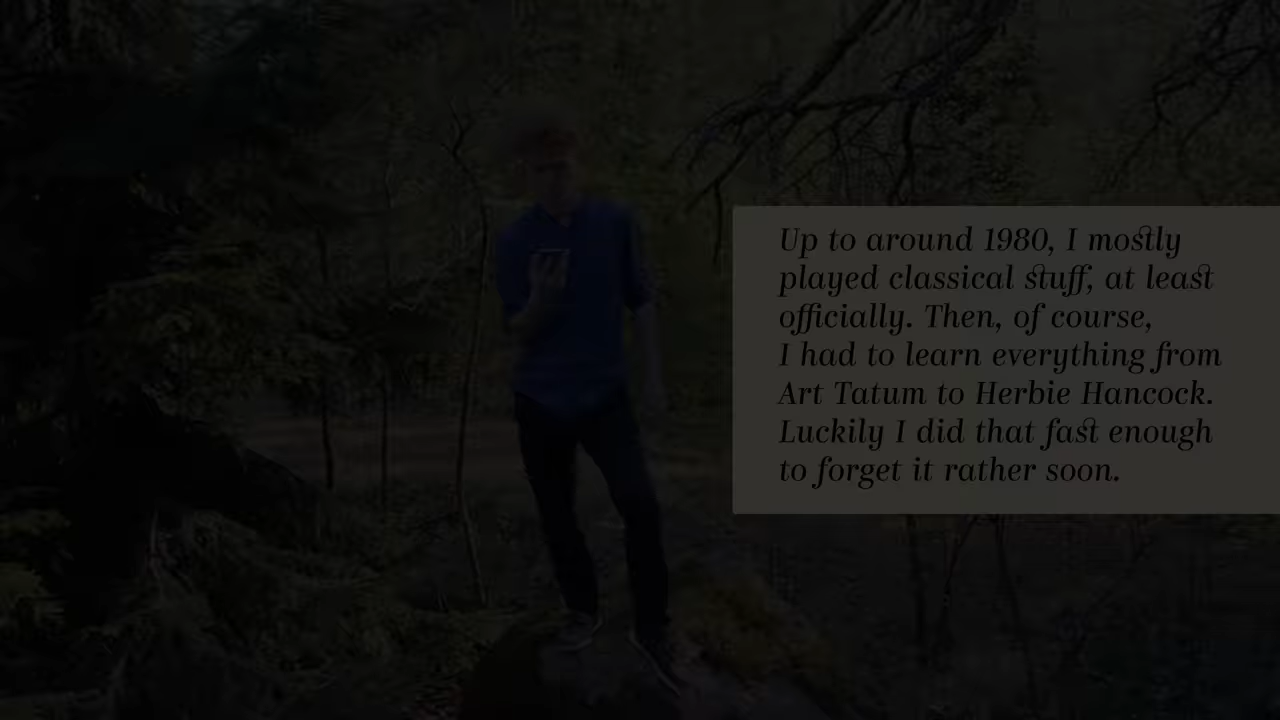 Up to around 1980, I mostly
played classical stuff, at least
officially. Then, of course,
I had to learn everything from
Art Tatum to Herbie Hancock.
Luckily I did that fast enough
to forget it rather soon.